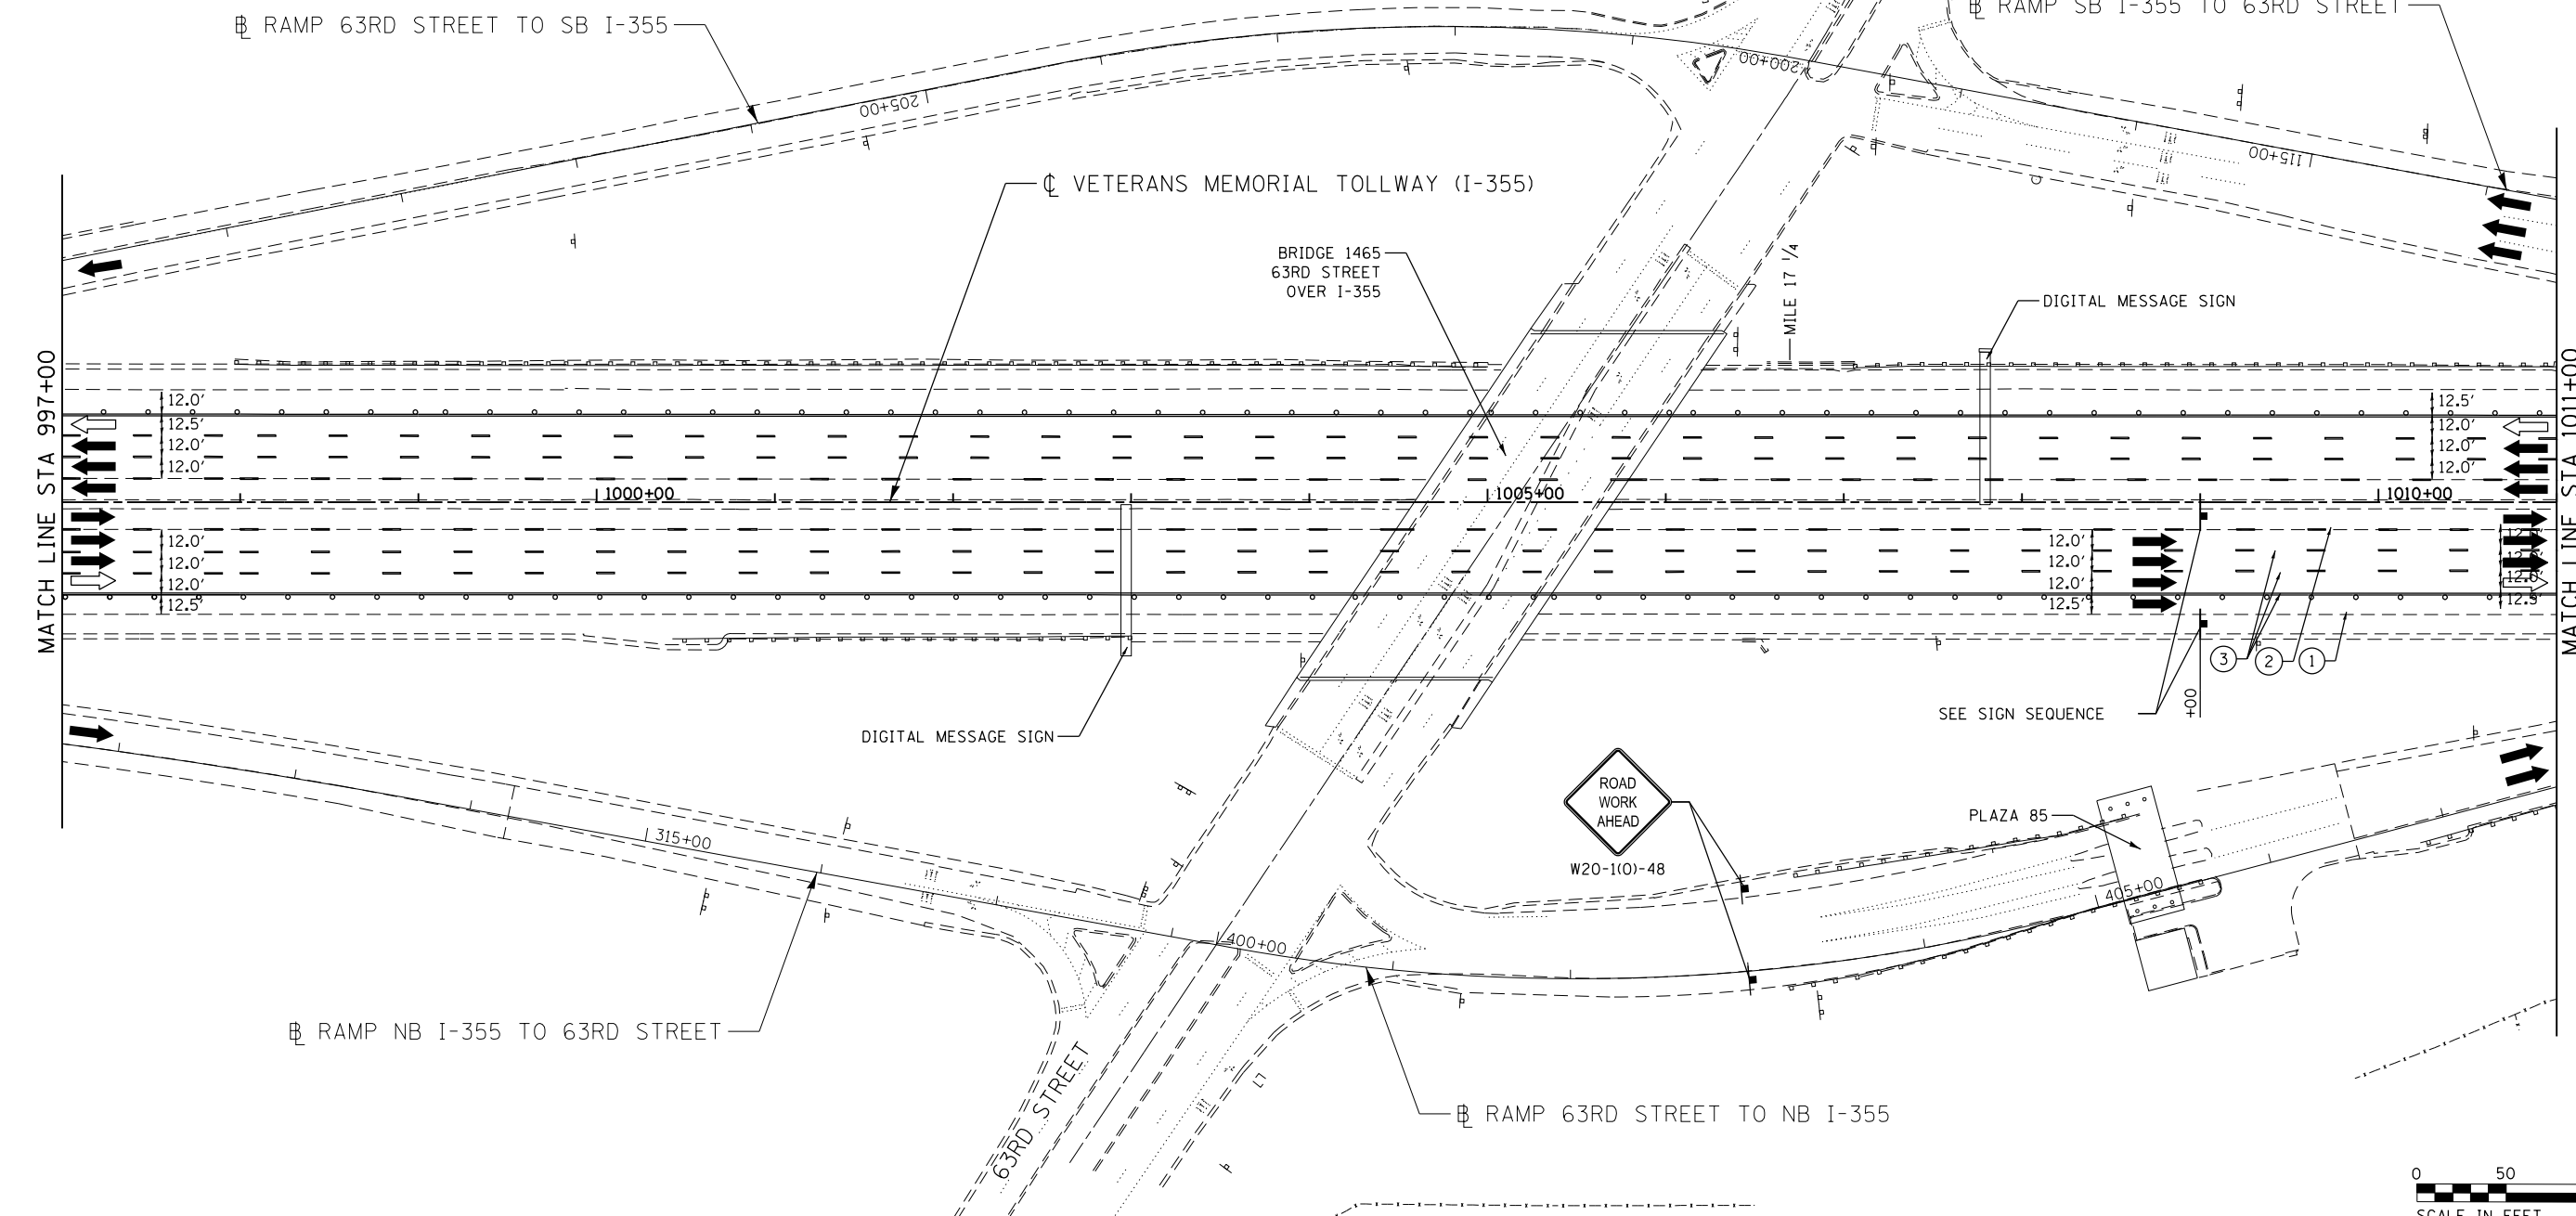 ℄ RAMP 63RD STREET TO SB I-355
RAMP SB I-355 TO 63RD STREET
200+00
205+00
115+00
℄ VETERANS MEMORIAL TOLLWAY (I-355)
BRIDGE 1465
63RD STREET
OVER I-355
MILE 17 1/4
DIGITAL MESSAGE SIGN
MATCH LINE STA 997+00
MATCH LINE STA 1011+00
12.0'
12.5'
12.0'
12.0'
12.5'
12.0'
12.0'
12.0'
1000+00
1005+00
1010+00
12.0'
12.0'
12.0'
12.5'
12.0'
12.0'
12.0'
12.5'
12.0'
12.5'
3
2
1
SEE SIGN SEQUENCE
+00
DIGITAL MESSAGE SIGN
ROAD
WORK
AHEAD
W20-1(O)-48
PLAZA 85
315+00
400+00
405+00
RAMP NB I-355 TO 63RD STREET
63RD STREET
RAMP 63RD STREET TO NB I-355
0 50
SCALE IN FEET